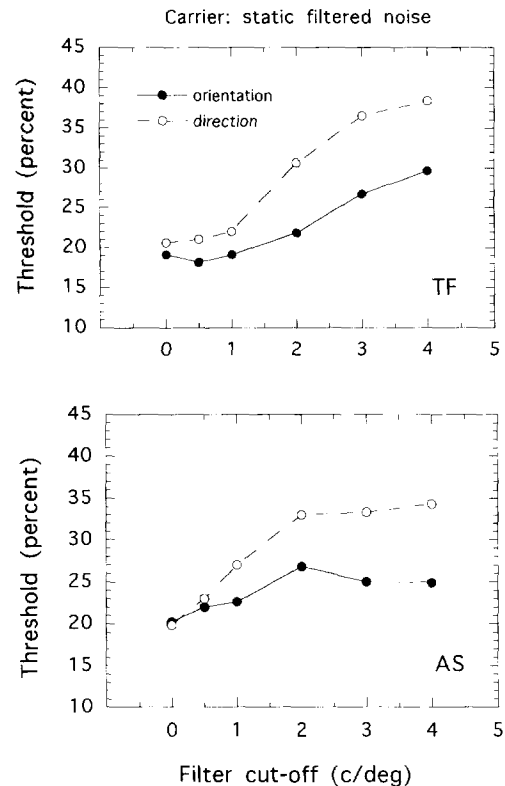 Carrier: static filtered noise
45
40
35
30
25
20
15
10
Threshold (percent)
orientation
direction
TF
0 1 2 3 4 5
45
40
35
30
25
20
15
10
Threshold (percent)
AS
0 1 2 3 4 5
Filter cut-off (c/deg)